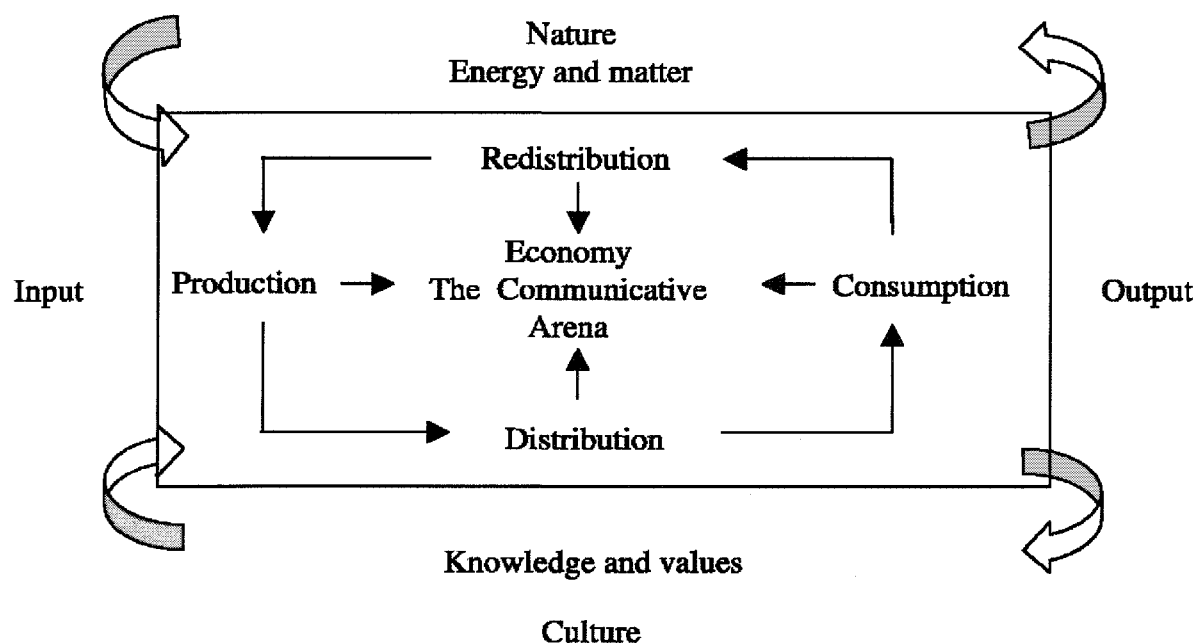 Nature
Energy and matter
Redistribution
Economy
The Communicative
Arena
Input
Production
Consumption
Output
Distribution
Knowledge and values
Culture